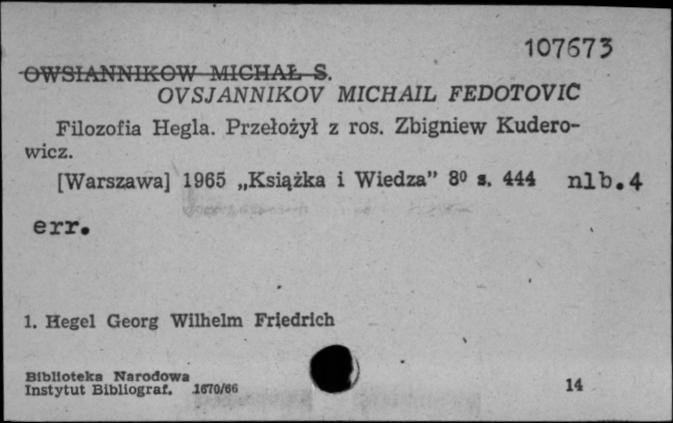 107673
OWSIANNIKOW MICHAŁ S.
OVSJANNIKOV MICHAIL FEDOTOVIC
Filozofia Hegla. Przełożył z ros. Zbigniew Kudero-
wicz.
[Warszawa] 1965 „Książka i Wiedza” 8⁰ s. 444 nlb.4
err.
1. Hegel Georg Wilhelm Friedrich
Biblioteka Narodowa
Instytut Bibliograf. 1670/66 14